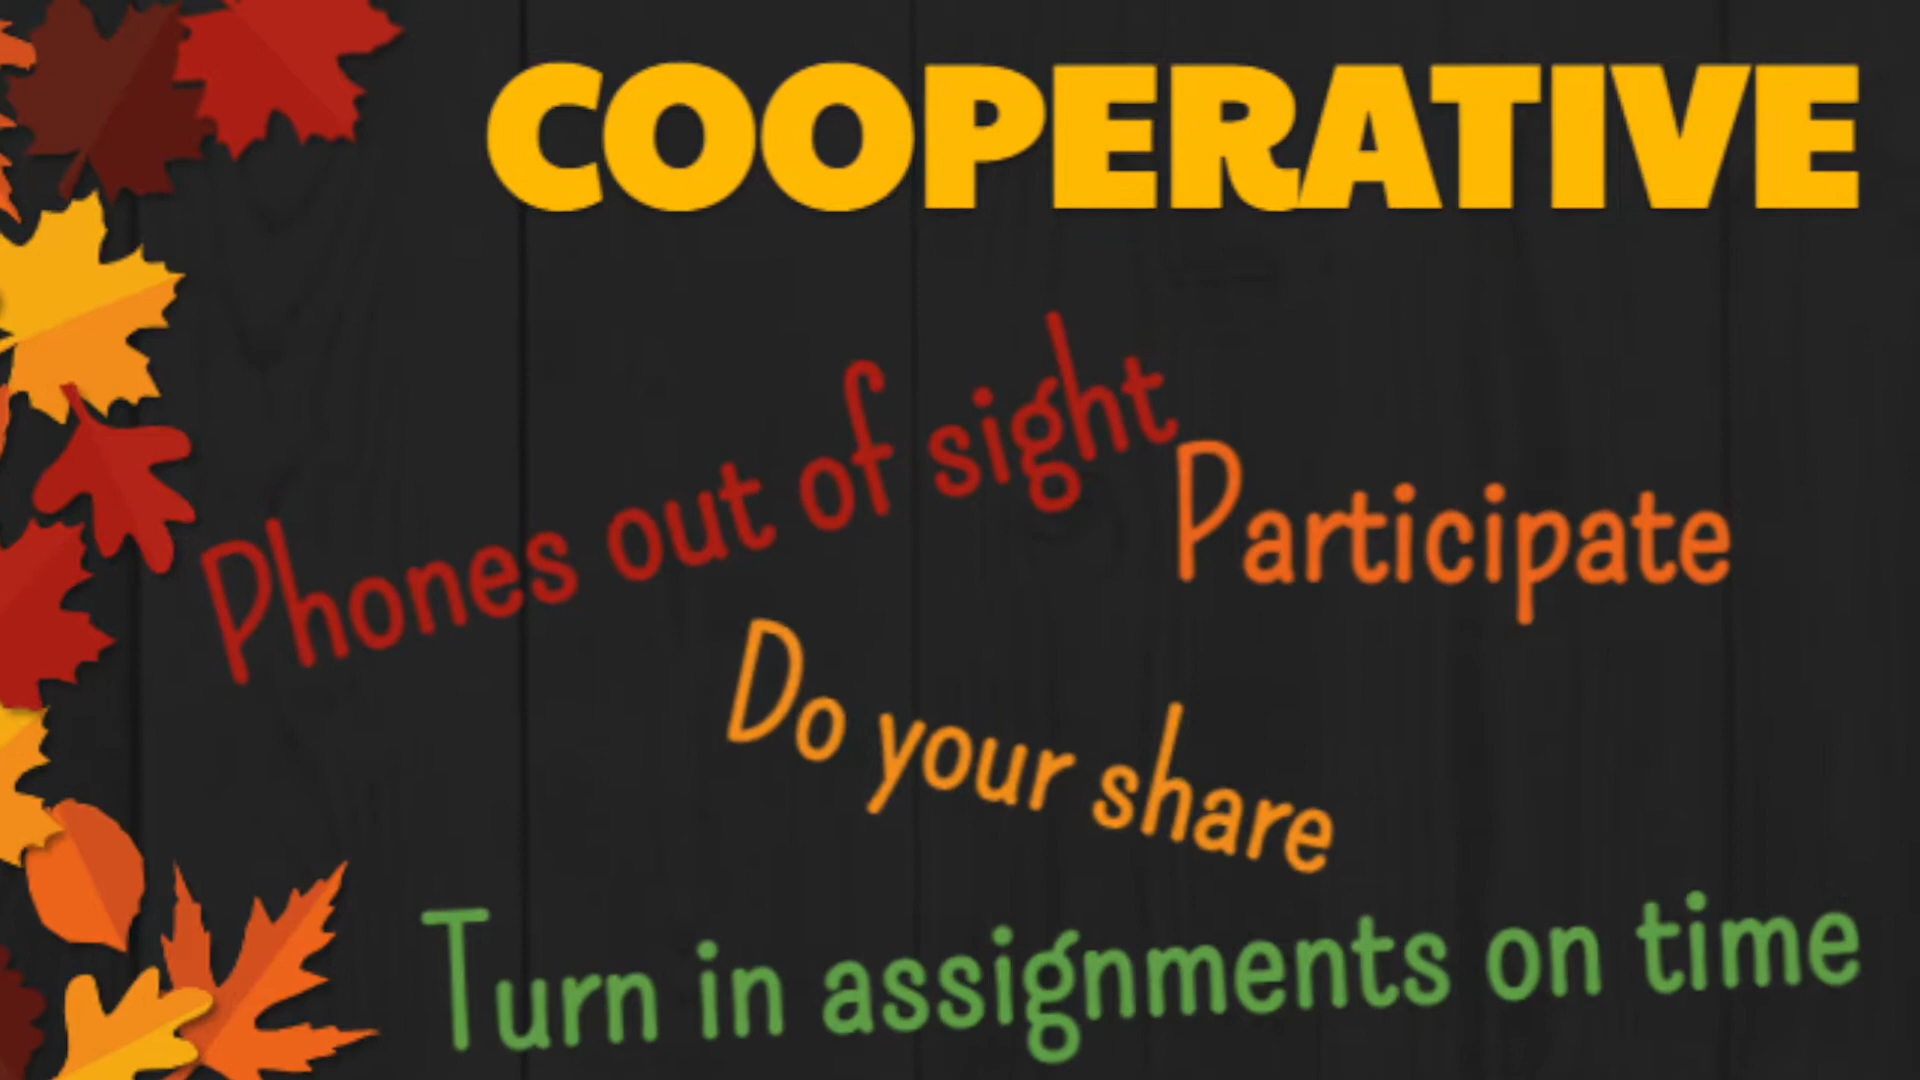 COOPERATIVE
Phones out of sight
Participate
Do your share
Turn in assignments on time